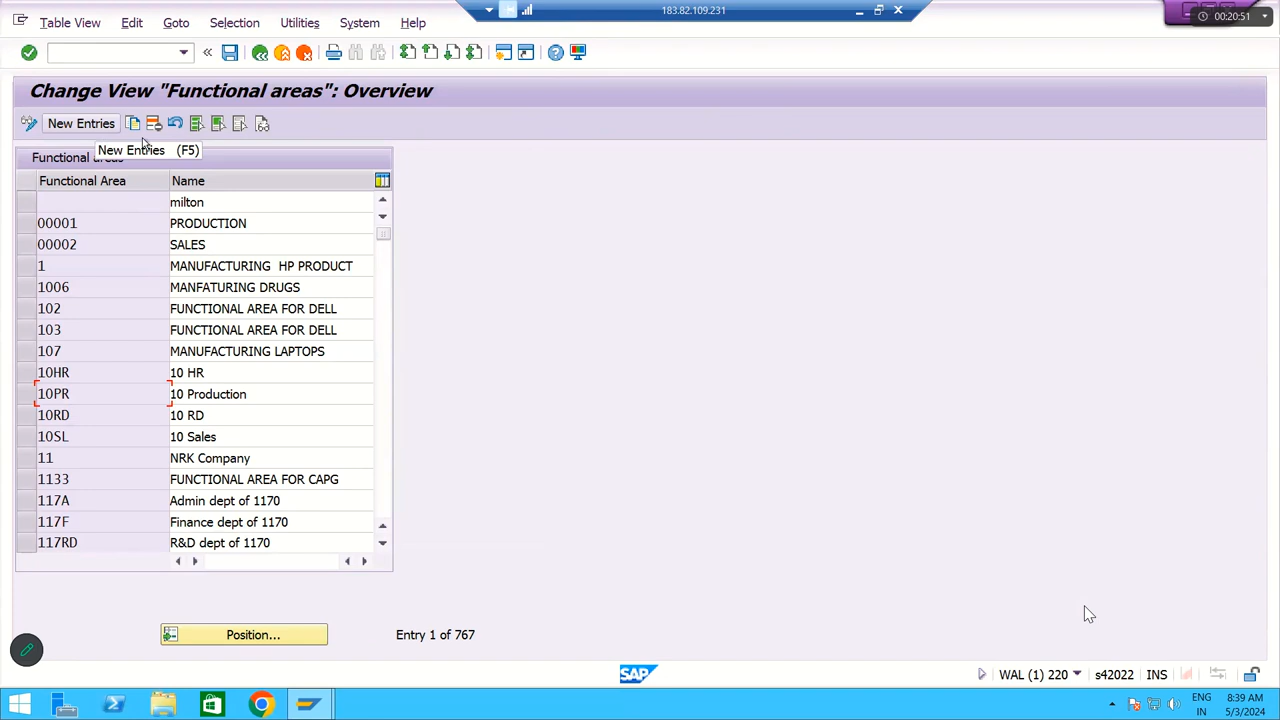 Table View Edit Goto Selection Utilities System Help
183.82.109.231
00:20:51
Change View "Functional areas": Overview
New Entries
New Entries (F5)
Functional areas
Functional Area Name
milton
00001 PRODUCTION
00002 SALES
1 MANUFACTURING HP PRODUCT
1006 MANFATURING DRUGS
102 FUNCTIONAL AREA FOR DELL
103 FUNCTIONAL AREA FOR DELL
107 MANUFACTURING LAPTOPS
10HR 10 HR
10PR 10 Production
10RD 10 RD
10SL 10 Sales
11 NRK Company
1133 FUNCTIONAL AREA FOR CAPG
117A Admin dept of 1170
117F Finance dept of 1170
117RD R&D dept of 1170
Position... Entry 1 of 767
SAP
WAL (1) 220 s42022 INS
ENG 8:39 AM
IN 5/3/2024